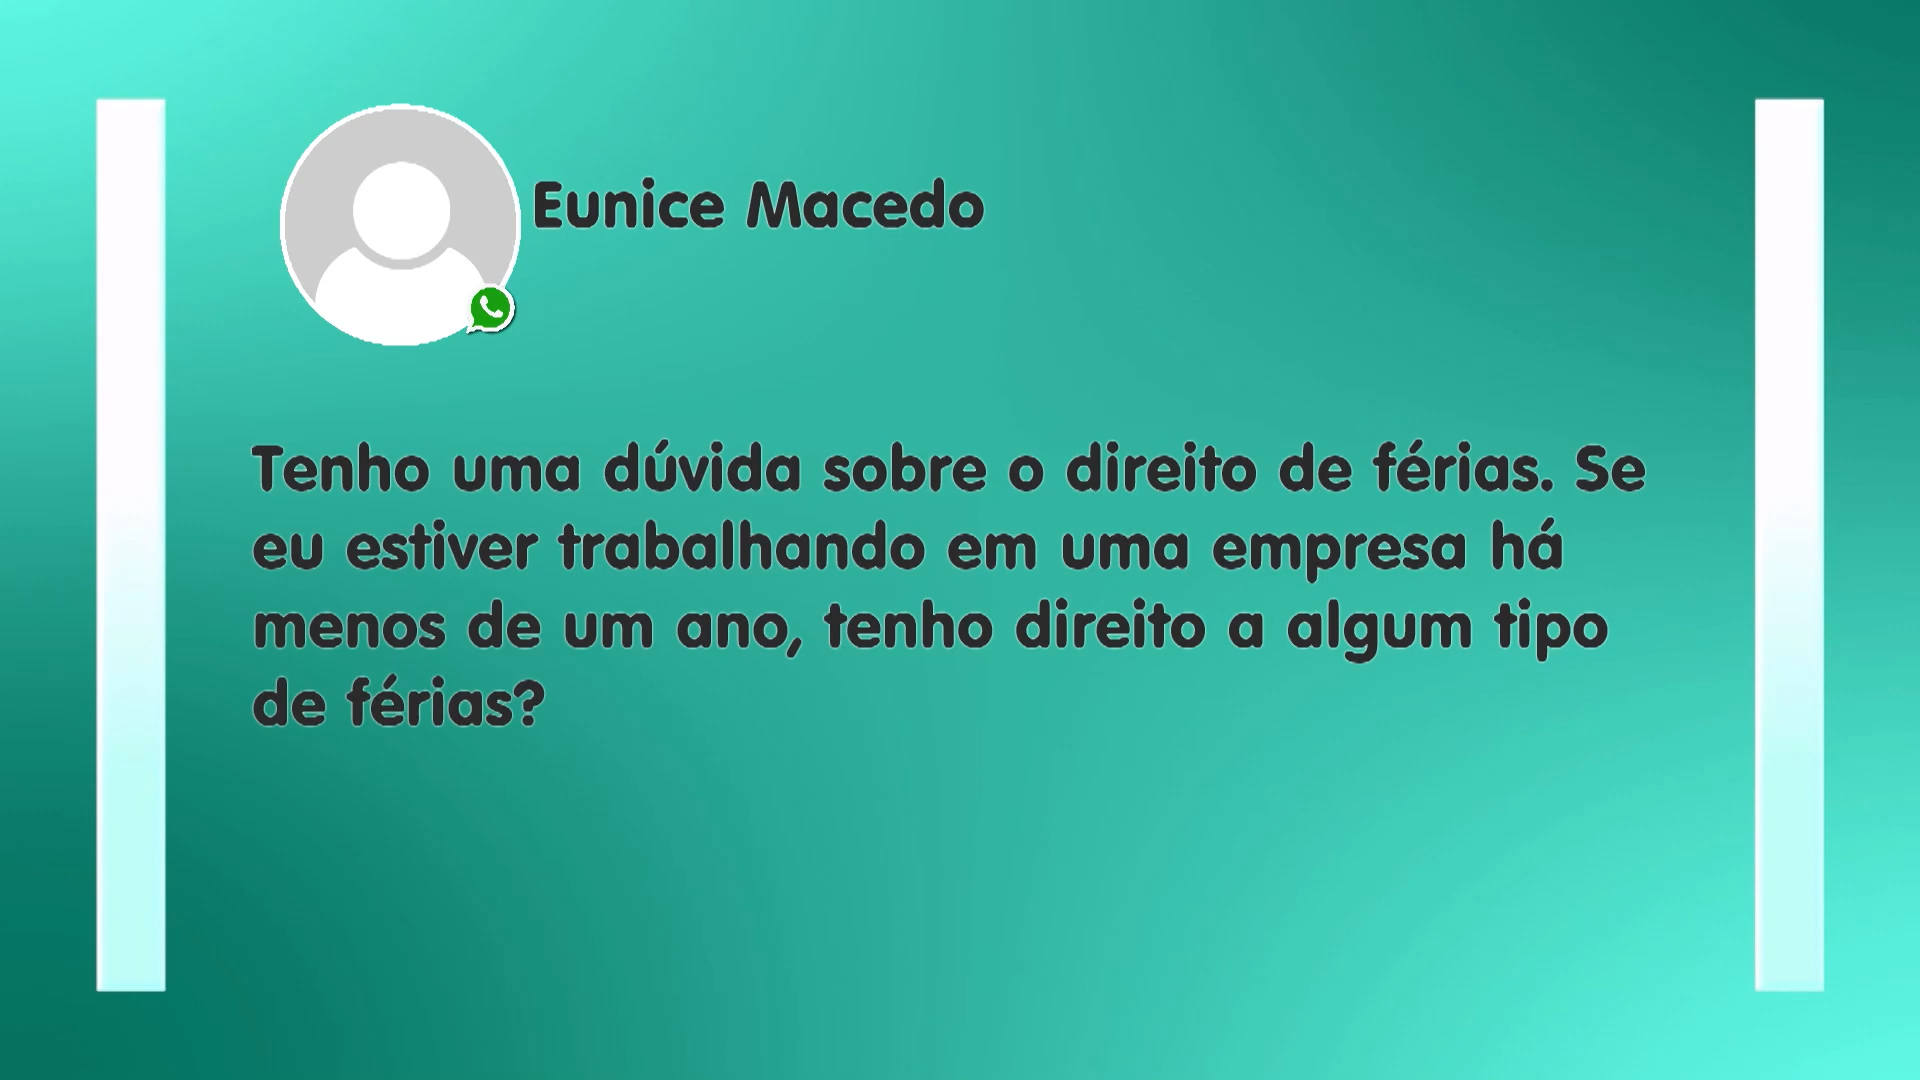 Eunice Macedo
Tenho uma dúvida sobre o direito de férias. Se
eu estiver trabalhando em uma empresa há
menos de um ano, tenho direito a algum tipo
de férias?